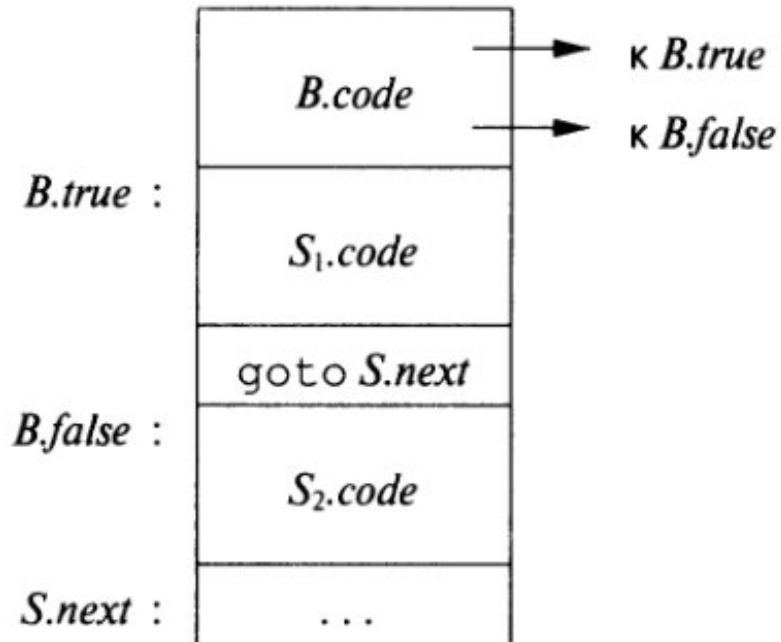 к B.true
B.code
к B.false
B.true :
S₁.code
goto S.next
B.false :
S₂.code
S.next :
...